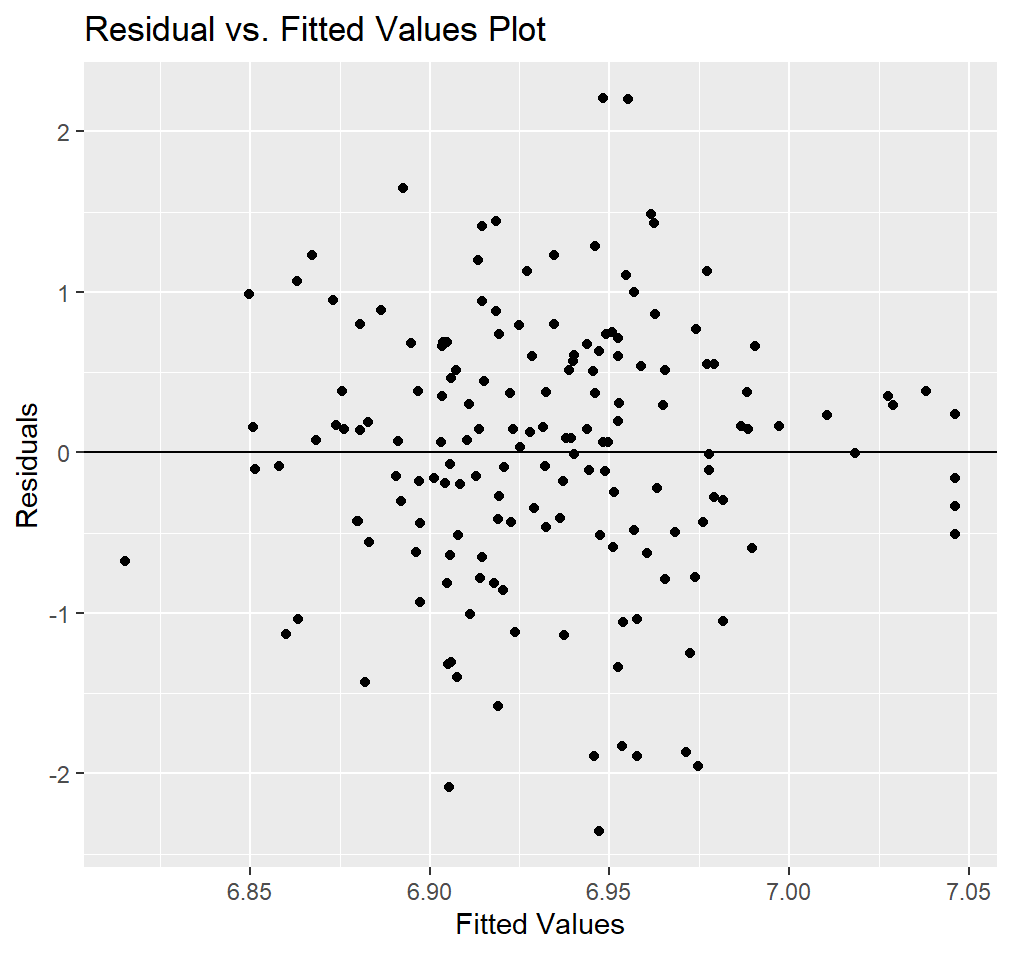 Residual vs. Fitted Values Plot
Residuals
2
1
0
-1
-2
6.85 6.90 6.95 7.00 7.05
Fitted Values